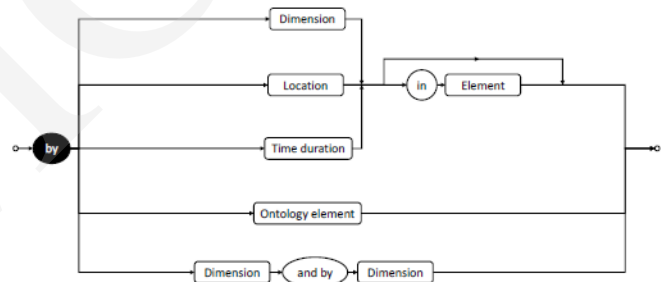 Dimension
Location
in
Element
by
Time duration
Ontology element
Dimension
and by
Dimension